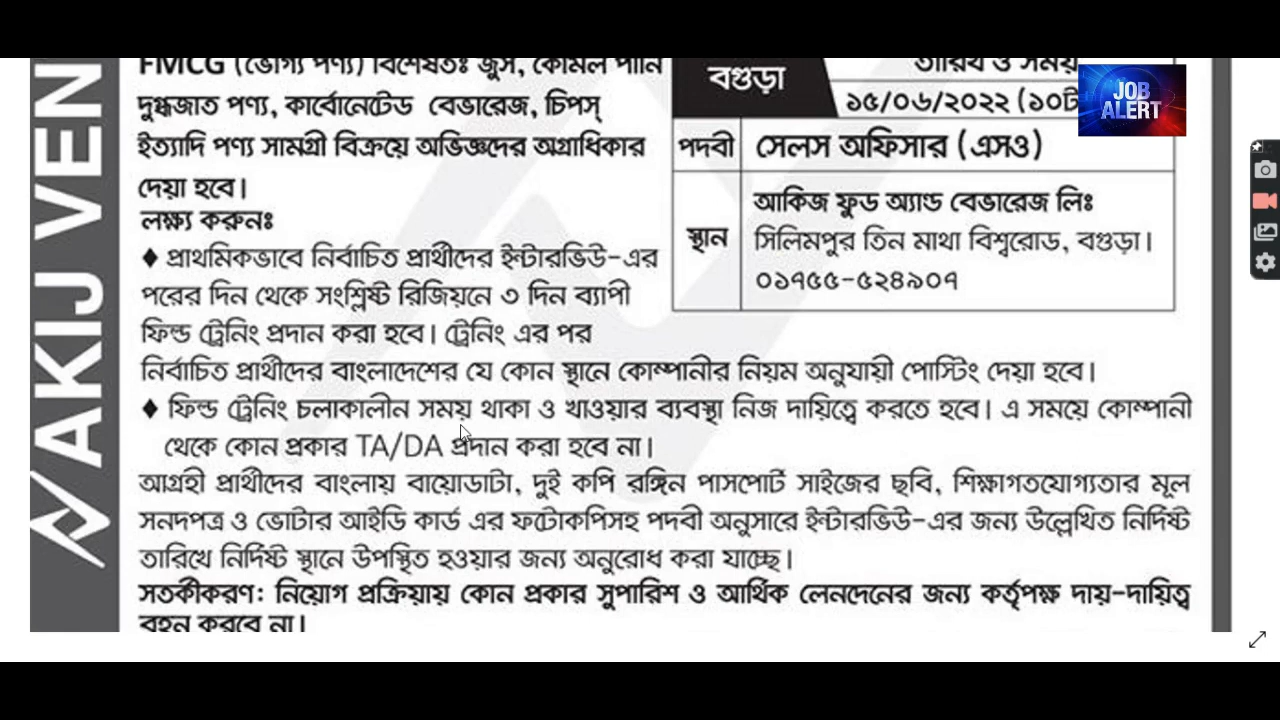 AKIJ VEN
FMCG (ভোগ্য পণ্য) বিশেষতঃ জুস, কোমল পানি
দুগ্ধজাত পণ্য, কার্বোনেটেড বেভারেজ, চিপস্
ইত্যাদি পণ্য সামগ্রী বিক্রয়ে অভিজ্ঞদের অগ্রাধিকার
দেয়া হবে।
লক্ষ্য করুনঃ
♦ প্রাথমিকভাবে নির্বাচিত প্রার্থীদের ইন্টারভিউ-এর
পরের দিন থেকে সংশ্লিষ্ট রিজিয়নে ৩ দিন ব্যাপী
ফিল্ড ট্রেনিং প্রদান করা হবে। ট্রেনিং এর পর
বগুড়া
তারিখ ও সময়
১৫/০৬/২০২২ (১০ট
JOB
ALERT
পদবী সেলস অফিসার (এসও)
স্থান
আকিজ ফুড অ্যান্ড বেভারেজ লিঃ
সিলিমপুর তিন মাথা বিশ্বরোড, বগুড়া।
০১৭৫৫-৫২৪৯০৭
নির্বাচিত প্রার্থীদের বাংলাদেশের যে কোন স্থানে কোম্পানীর নিয়ম অনুযায়ী পোস্টিং দেয়া হবে।
♦ ফিল্ড ট্রেনিং চলাকালীন সময় থাকা ও খাওয়ার ব্যবস্থা নিজ দায়িত্বে করতে হবে। এ সময়ে কোম্পানী
থেকে কোন প্রকার TA/DA প্রদান করা হবে না।
আগ্রহী প্রার্থীদের বাংলায় বায়োডাটা, দুই কপি রঙ্গিন পাসপোর্ট সাইজের ছবি, শিক্ষাগতযোগ্যতার মূল
সনদপত্র ও ভোটার আইডি কার্ড এর ফটোকপিসহ পদবী অনুসারে ইন্টারভিউ-এর জন্য উল্লেখিত নির্দিষ্ট
তারিখে নির্দিষ্ট স্থানে উপস্থিত হওয়ার জন্য অনুরোধ করা যাচ্ছে।
সতর্কীকরণ: নিয়োগ প্রক্রিয়ায় কোন প্রকার সুপারিশ ও আর্থিক লেনদেনের জন্য কর্তৃপক্ষ দায়-দায়িত্ব
বহন করবে না।